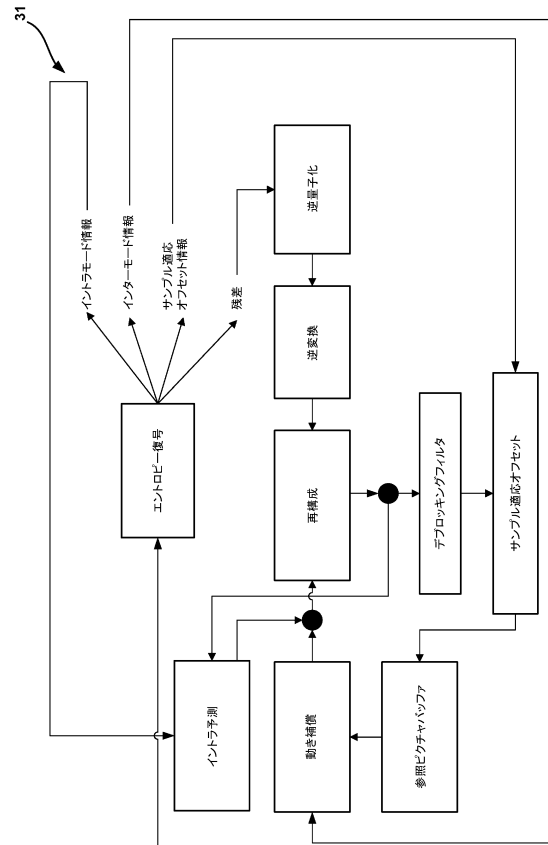 31
イントラモード情報
インターモード情報
サンプル適応
オフセット情報
残差
エントロピー復号
逆量子化
逆変換
再構成
デブロッキングフィルタ
サンプル適応オフセット
イントラ予測
動き補償
参照ピクチャバッファ